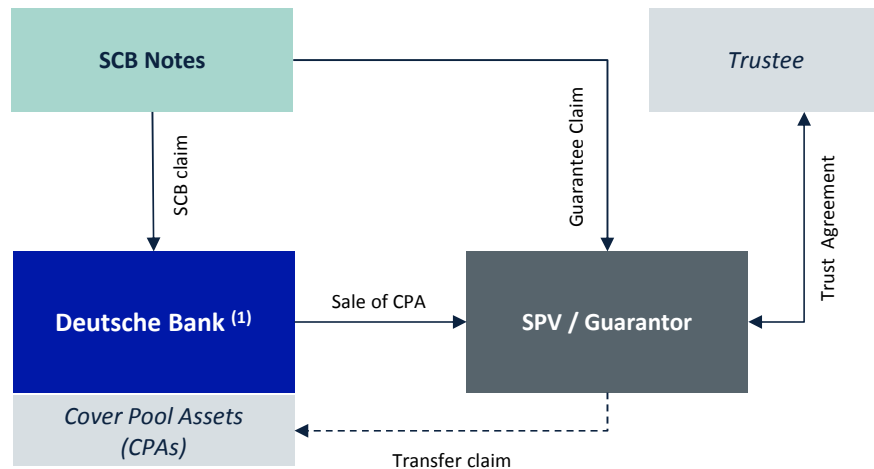 SCB Notes
Trustee
SCB claim
Guarantee Claim
Trust Agreement
Deutsche Bank (1)
Sale of CPA
SPV / Guarantor
Cover Pool Assets
(CPAs)
Transfer claim